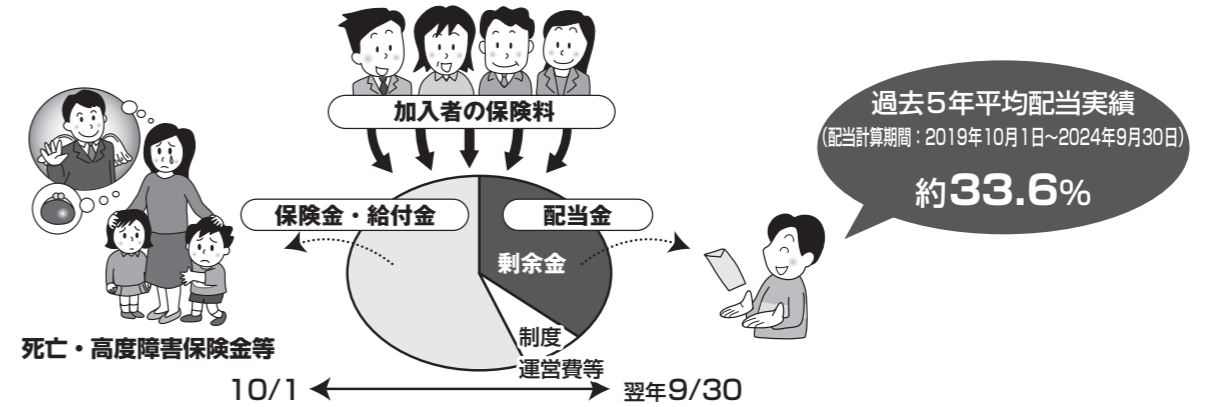 加入者の保険料
過去5年平均配当実績
(配当計算期間：2019年10月1日～2024年9月30日)
約33.6%
保険金・給付金
配当金
剰余金
制度
運営費等
死亡・高度障害保険金等
10/1
翌年9/30